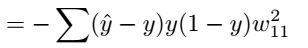 = − ∑(ŷ − y)y(1 − y)w²₁₁